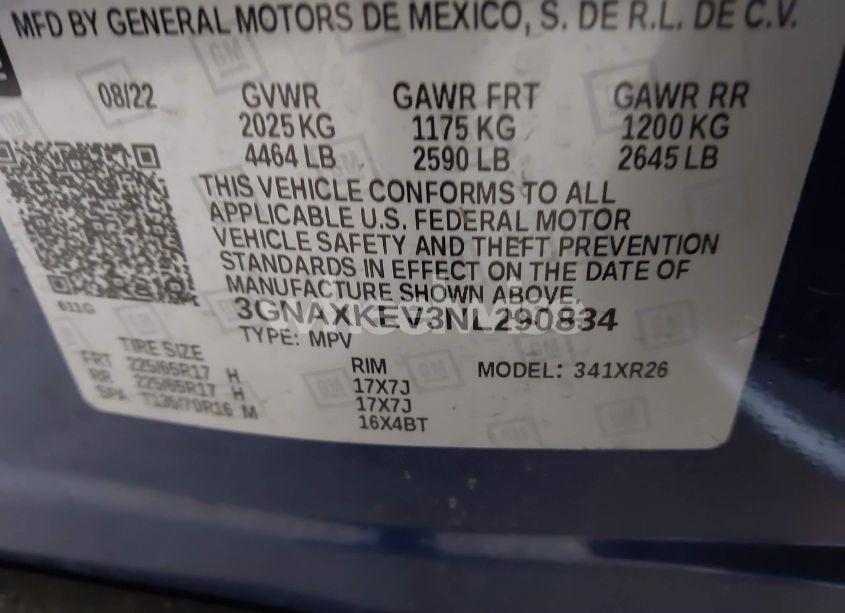 MFD BY GENERAL MOTORS DE MEXICO, S. DE R.L. DE C.V.
08/22 GVWR GAWR FRT GAWR RR
2025 KG 1175 KG 1200 KG
4464 LB 2590 LB 2645 LB
THIS VEHICLE CONFORMS TO ALL
APPLICABLE U.S. FEDERAL MOTOR
VEHICLE SAFETY AND THEFT PREVENTION
STANDARDS IN EFFECT ON THE DATE OF
MANUFACTURE SHOWN ABOVE.
611G
3GNAXKEV3NL290834
TYPE: MPV
TIRE SIZE RIM MODEL: 341XR26
FRT 225/65R17 H 17X7J
RR 225/65R17 H 17X7J
SPA T135/70R16 M 16X4BT